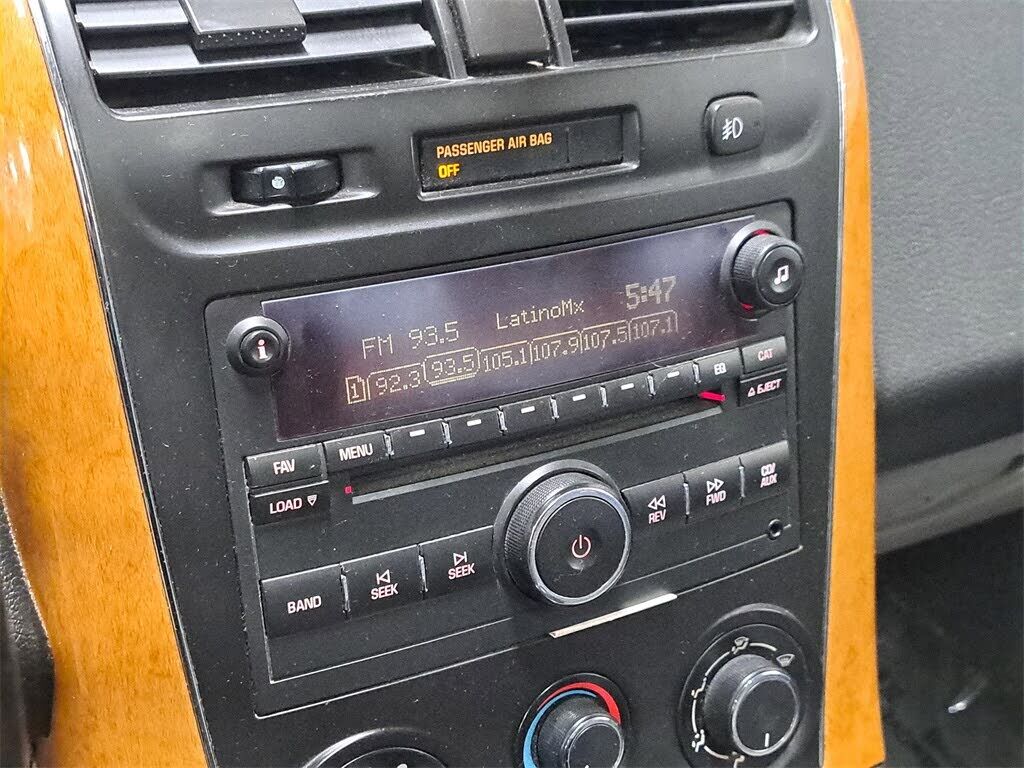 PASSENGER AIR BAG
OFF
5:47
FM 93.5 LatinoMx
1 92.3 93.5 105.1 107.9 107.5 107.1
i
CAT
EQ
EJECT
MENU
FAV
LOAD
REV
FWD
CD/
AUX
SEEK
SEEK
BAND